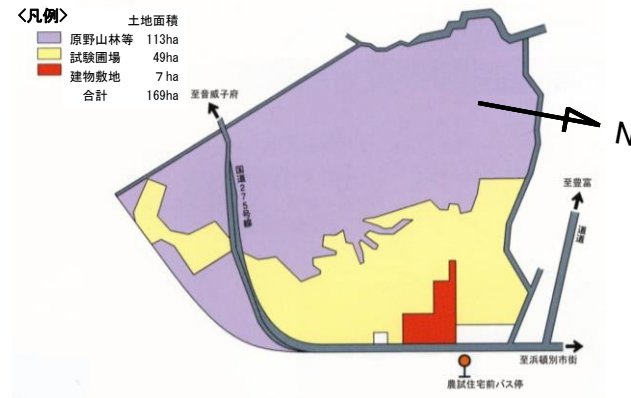 <凡例>
土地面積
原野山林等 113ha
試験圃場 49ha
建物敷地 7ha
合計 169ha
至音威子府
N
国道275号線
至豊富
道道
至浜頓別市街
農試住宅前バス停